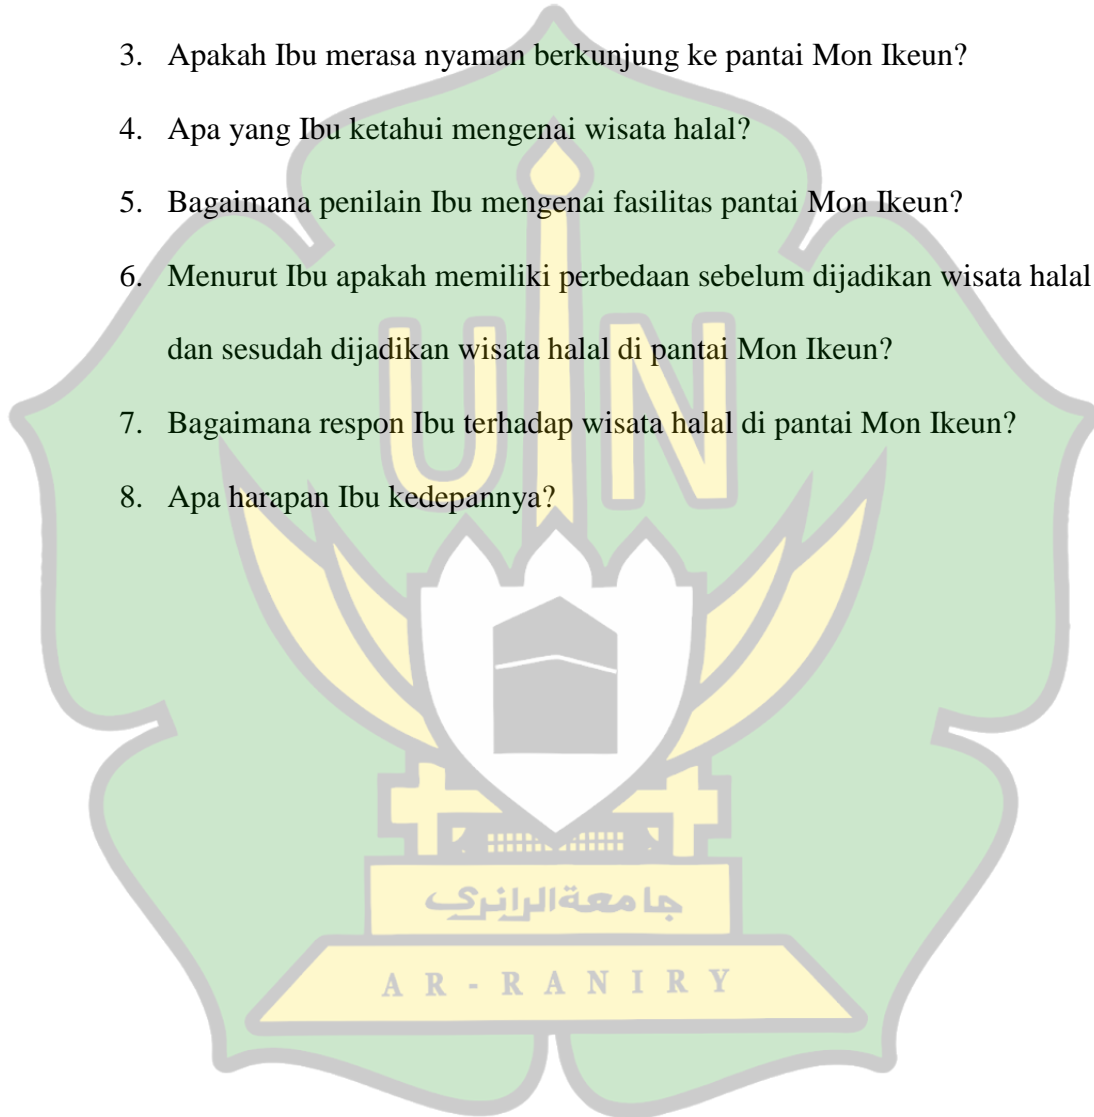 3. Apakah Ibu merasa nyaman berkunjung ke pantai Mon Ikeun?
4. Apa yang Ibu ketahui mengenai wisata halal?
5. Bagaimana penilain Ibu mengenai fasilitas pantai Mon Ikeun?
6. Menurut Ibu apakah memiliki perbedaan sebelum dijadikan wisata halal
dan sesudah dijadikan wisata halal di pantai Mon Ikeun?
7. Bagaimana respon Ibu terhadap wisata halal di pantai Mon Ikeun?
8. Apa harapan Ibu kedepannya?
UIN
جامعة الرانري
AR-RANIRY